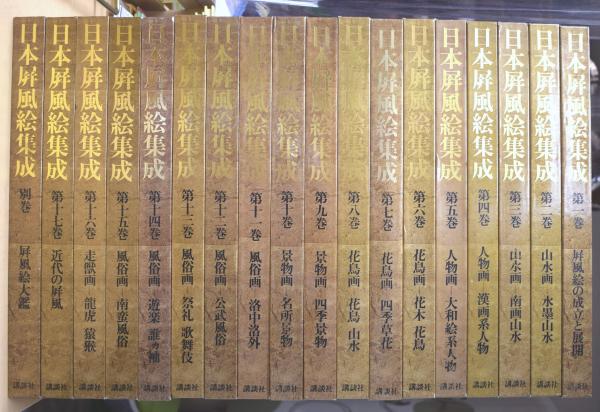 日本屏風絵集成 第一巻 屏風絵の成立と展開 講談社
日本屏風絵集成 第二巻 山水画 水墨山水 講談社
日本屏風絵集成 第三巻 山水画 南画山水 講談社
日本屏風絵集成 第四巻 人物画 漢画系人物 講談社
日本屏風絵集成 第五巻 人物画 大和絵系人物 講談社
日本屏風絵集成 第六巻 花鳥画 花木 花鳥 講談社
日本屏風絵集成 第七巻 花鳥画 四季草花 講談社
日本屏風絵集成 第八巻 花鳥画 花鳥 山水 講談社
日本屏風絵集成 第九巻 景物画 四季景物 講談社
日本屏風絵集成 第十巻 景物画 名所景物 講談社
日本屏風絵集成 第十一巻 風俗画 洛中洛外 講談社
日本屏風絵集成 第十二巻 風俗画 公武風俗 講談社
日本屏風絵集成 第十三巻 風俗画 祭礼 歌舞伎 講談社
日本屏風絵集成 第十四巻 風俗画 遊楽 誰ヶ袖 講談社
日本屏風絵集成 第十五巻 風俗画 南蛮風俗 講談社
日本屏風絵集成 第十六巻 走獣画 龍虎 猿猴 講談社
日本屏風絵集成 第十七巻 近代の屏風 講談社
日本屏風絵集成 別巻 屏風絵大鑑 講談社